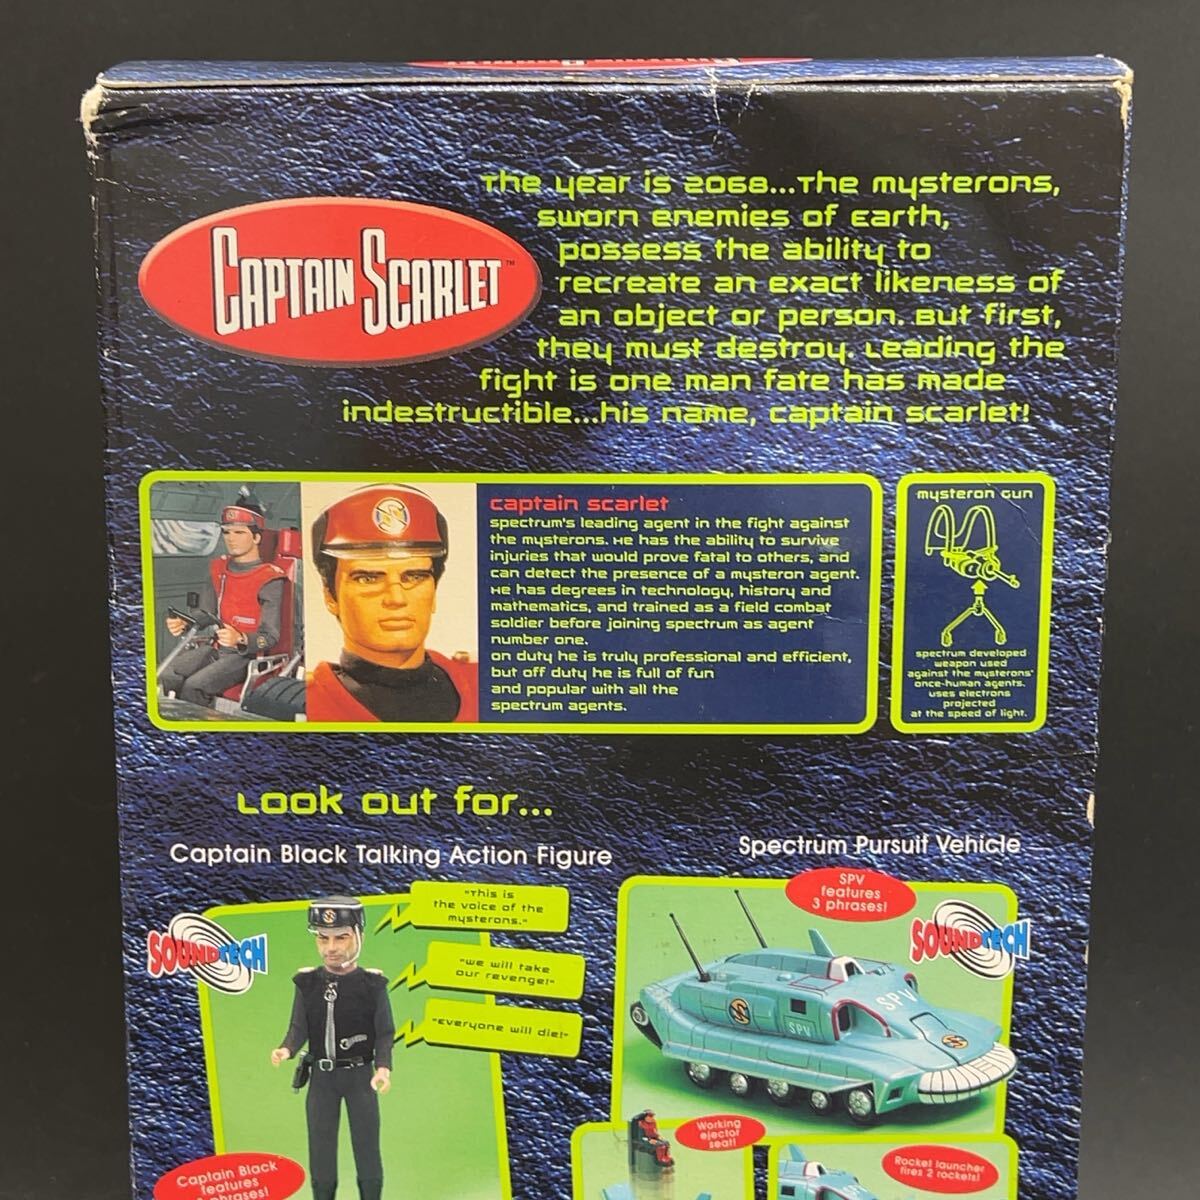 CAPTAIN SCARLET™
The year is 2068...The mysterons,
sworn enemies of Earth,
possess the ability to
recreate an exact likeness of
an object or person. But first,
they must destroy. Leading the
fight is one man fate has made
indestructible...his name, captain scarlet!
captain scarlet
spectrum's leading agent in the fight against
the mysterons. He has the ability to survive
injuries that would prove fatal to others, and
can detect the presence of a mysteron agent.
He has degrees in technology, history and
mathematics, and trained as a field combat
soldier before joining spectrum as agent
number one.
on duty he is truly professional and efficient,
but off duty he is full of fun
and popular with all the
spectrum agents.
mysteron Gun
spectrum developed
weapon used
against the mysterons'
once-human agents.
uses electrons
projected
at the speed of light.
Look out for...
Captain Black Talking Action Figure
SOUNDTECH
"This is
the voice of the
mysterons."
"we will take
our revenge!"
"Everyone will die!"
Captain Black
features
phrases!
Spectrum Pursuit Vehicle
SPV
features
3 phrases!
SOUNDTECH
SPV
SPV
Working
ejector
seat!
Rocket launcher
fires 2 rockets!